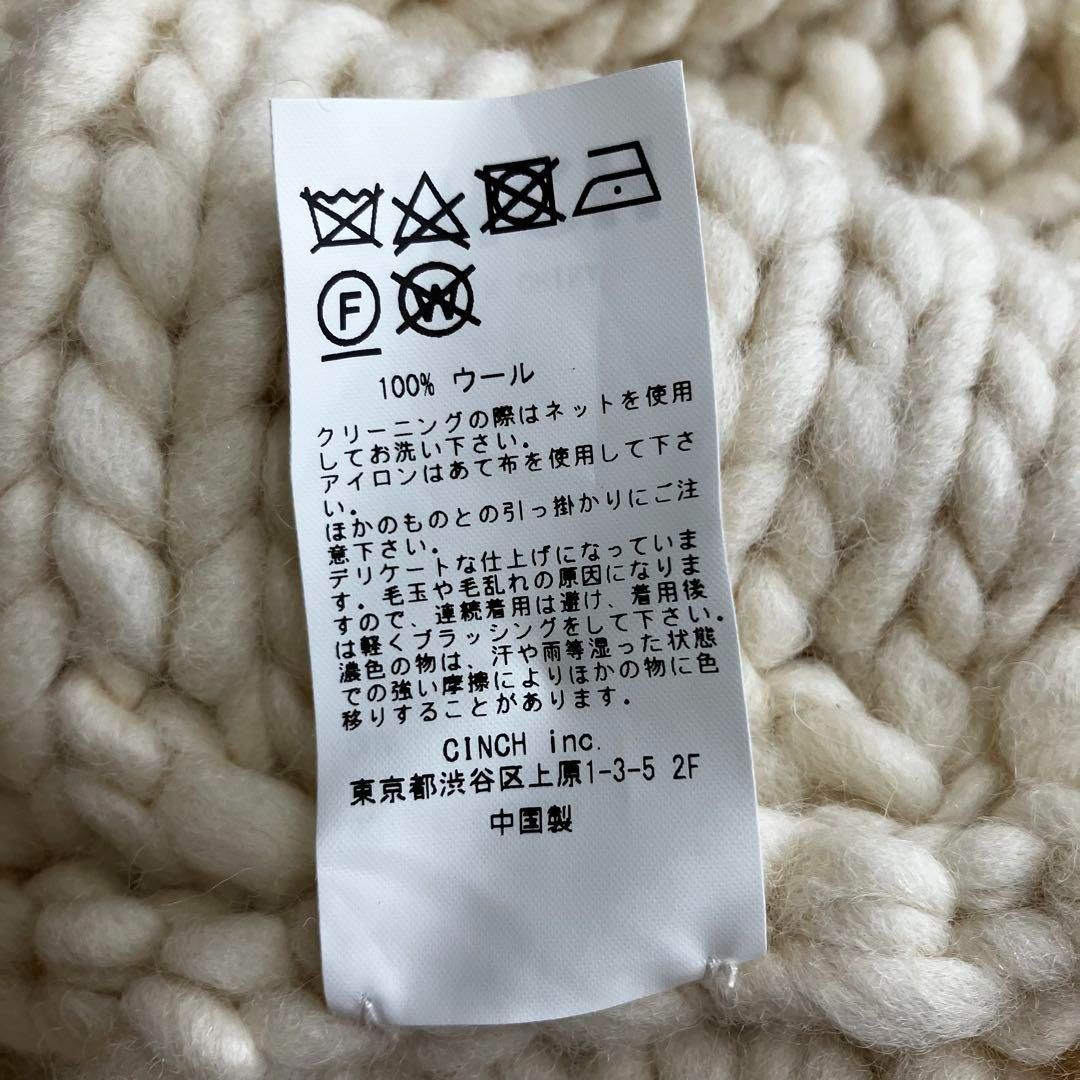 F W
100% ウール
クリーニングの際はネットを使用
してお洗い下さい。
アイロンはあて布を使用して下さ
い。
ほかのものとの引っ掛かりにご注
意下さい。
デリケートな仕上げになっていま
す。毛玉や毛乱れの原因になりま
すので、連続着用は避け、着用後
は軽くブラッシングをして下さい。
濃色の物は、汗や雨等湿った状態
での強い摩擦によりほかの物に色
移りすることがあります。
CINCH inc.
東京都渋谷区上原1-3-5 2F
中国製